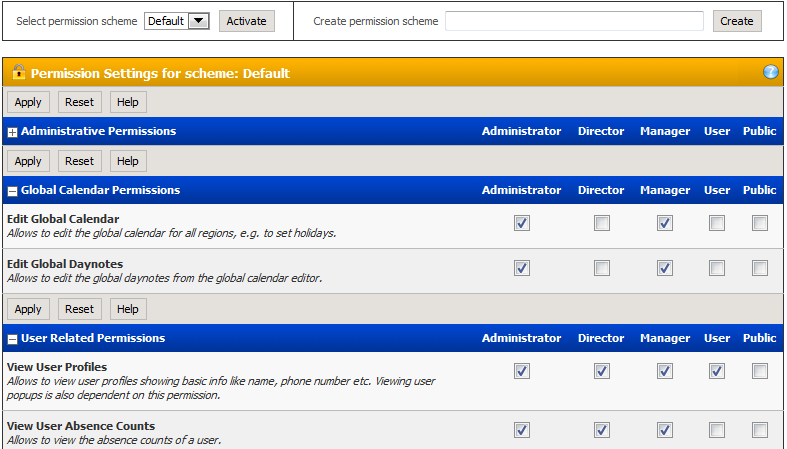 Select permission scheme Default Activate Create permission scheme Create
Permission Settings for scheme: Default
Apply Reset Help
Administrative Permissions Administrator Director Manager User Public
Apply Reset Help
Global Calendar Permissions Administrator Director Manager User Public
Edit Global Calendar
Allows to edit the global calendar for all regions, e.g. to set holidays.
Edit Global Daynotes
Allows to edit the global daynotes from the global calendar editor.
Apply Reset Help
User Related Permissions Administrator Director Manager User Public
View User Profiles
Allows to view user profiles showing basic info like name, phone number etc. Viewing user
popups is also dependent on this permission.
View User Absence Counts
Allows to view the absence counts of a user.